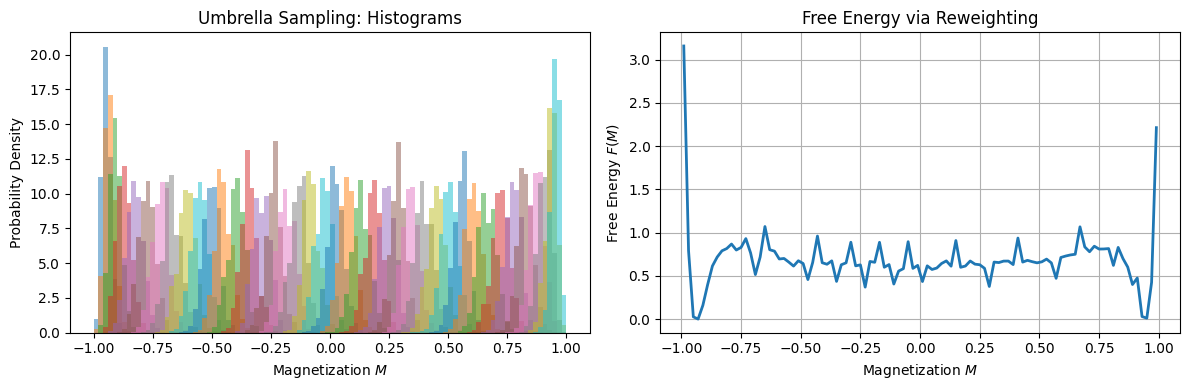 Umbrella Sampling: Histograms
Probability Density
20.0
17.5
15.0
12.5
10.0
7.5
5.0
2.5
0.0
−1.00 −0.75 −0.50 −0.25 0.00 0.25 0.50 0.75 1.00
Magnetization M
Free Energy via Reweighting
Free Energy F(M)
3.0
2.5
2.0
1.5
1.0
0.5
0.0
−1.00 −0.75 −0.50 −0.25 0.00 0.25 0.50 0.75 1.00
Magnetization M